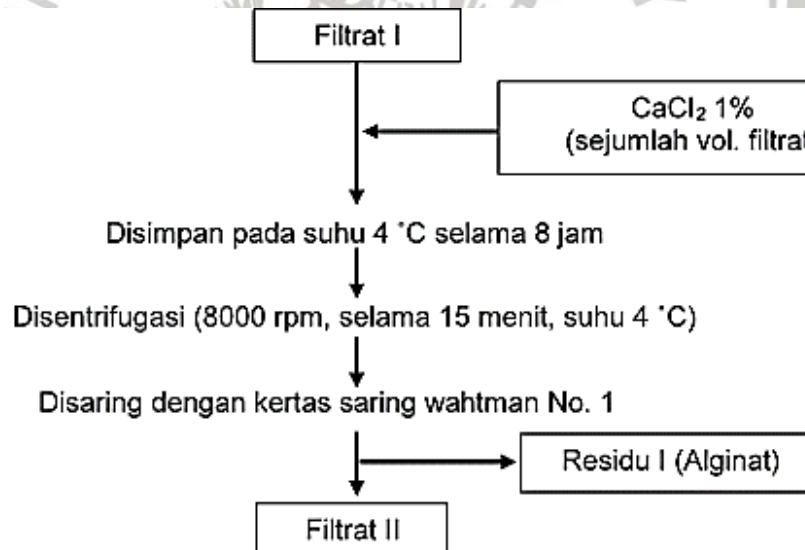 Filtrat I
CaCl₂ 1%
(sejumlah vol. filtrat
Disimpan pada suhu 4 ˚C selama 8 jam
Disentrifugasi (8000 rpm, selama 15 menit, suhu 4 ˚C)
Disaring dengan kertas saring wahtman No. 1
Residu I (Alginat)
Filtrat II